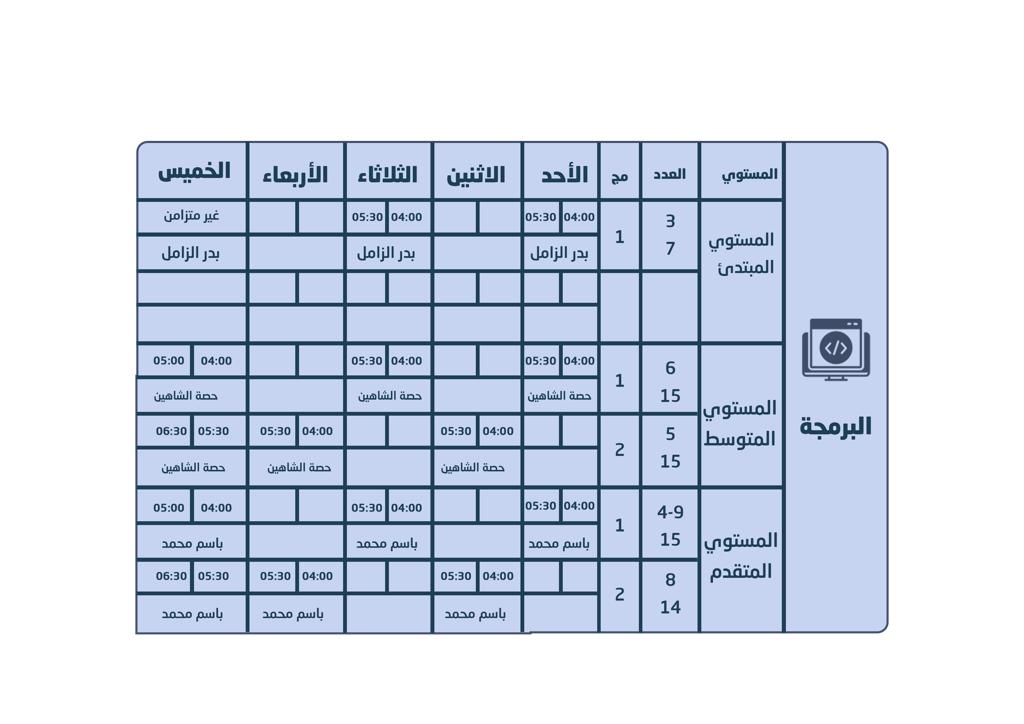 المستوي العدد مج الأحد الاثنين الثلاثاء الأربعاء الخميس
البرمجة
المستوي
المبتدئ
3
7
1
04:00 05:30 04:00 05:30 غير متزامن
بدر الزامل بدر الزامل بدر الزامل
المستوي
المتوسط
6
15
1
04:00 05:30 04:00 05:30 04:00 05:00
حصة الشاهين حصة الشاهين حصة الشاهين
5
15
2
04:00 05:30 04:00 05:30 05:30 06:30
حصة الشاهين حصة الشاهين حصة الشاهين
المستوي
المتقدم
4-9
15
1
04:00 05:30 04:00 05:30 04:00 05:00
باسم محمد باسم محمد باسم محمد
8
14
2
04:00 05:30 04:00 05:30 05:30 06:30
باسم محمد باسم محمد باسم محمد